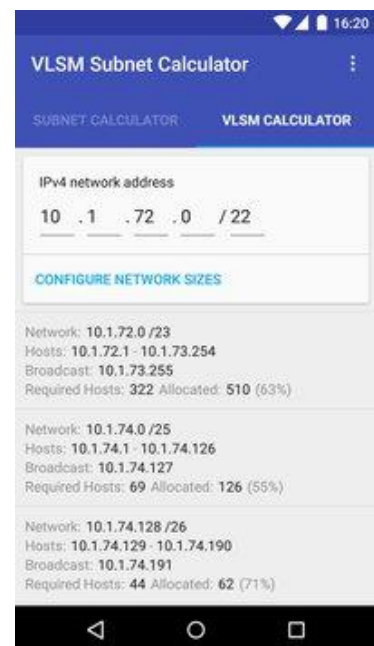 16:20
VLSM Subnet Calculator
SUBNET CALCULATOR VLSM CALCULATOR
IPv4 network address
10 .1 .72 .0 /22
CONFIGURE NETWORK SIZES
Network: 10.1.72.0 /23
Hosts: 10.1.72.1 - 10.1.73.254
Broadcast: 10.1.73.255
Required Hosts: 322 Allocated: 510 (63%)
Network: 10.1.74.0 /25
Hosts: 10.1.74.1 - 10.1.74.126
Broadcast: 10.1.74.127
Required Hosts: 69 Allocated: 126 (55%)
Network: 10.1.74.128 /26
Hosts: 10.1.74.129 - 10.1.74.190
Broadcast: 10.1.74.191
Required Hosts: 44 Allocated: 62 (71%)